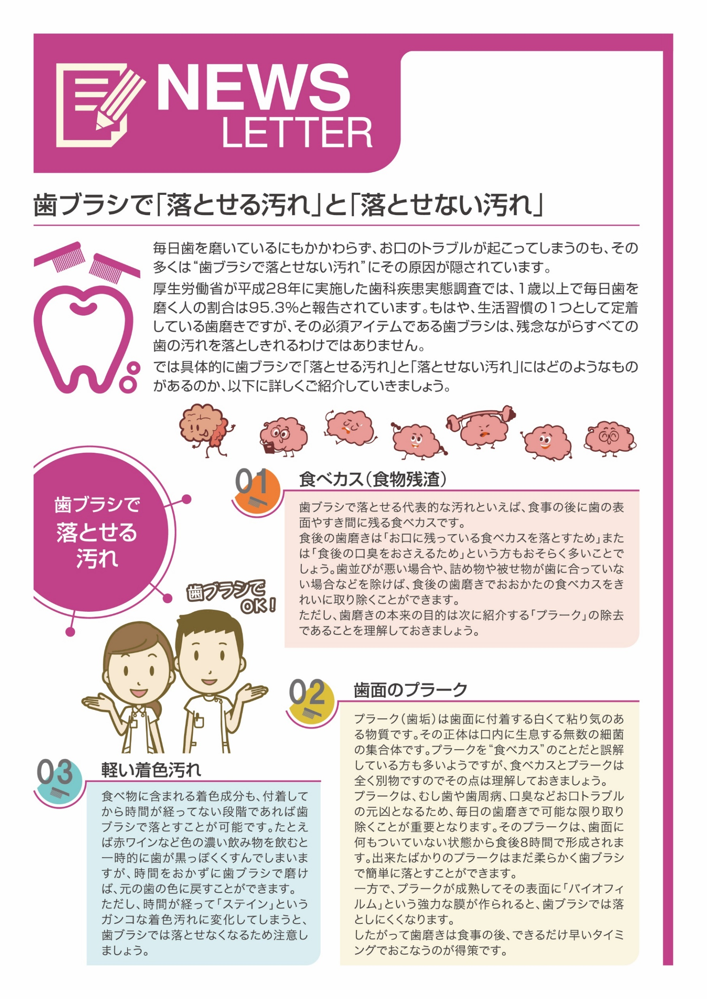 NEWS
LETTER
歯ブラシで「落とせる汚れ」と「落とせない汚れ」
毎日歯を磨いているにもかかわらず、お口のトラブルが起こってしまうのも、その
多くは“歯ブラシで落とせない汚れ”にその原因が隠されています。
厚生労働省が平成28年に実施した歯科疾患実態調査では、1歳以上で毎日歯を
磨く人の割合は95.3%と報告されています。もはや、生活習慣の1つとして定着
している歯磨きですが、その必須アイテムである歯ブラシは、残念ながらすべての
歯の汚れを落としきれるわけではありません。
では具体的に歯ブラシで「落とせる汚れ」と「落とせない汚れ」にはどのようなもの
があるのか、以下に詳しくご紹介していきましょう。
歯ブラシで
落とせる
汚れ
01
食べカス（食物残渣）
歯ブラシで落とせる代表的な汚れといえば、食事の後に歯の表
面やすき間に残る食べカスです。
食後の歯磨きは「お口に残っている食べカスを落とすため」また
は「食後の口臭をおさえるため」という方もおそらく多いことで
しょう。歯並びが悪い場合や、詰め物や被せ物が歯に合っていな
い場合などを除けば、食後の歯磨きでおおかたの食べカスをき
れいに取り除くことができます。
ただし、歯磨きの本来の目的は次に紹介する「プラーク」の除去
であることを理解しておきましょう。
歯ブラシで
OK！
02
歯面のプラーク
プラーク（歯垢）は歯面に付着する白くて粘り気のあ
る物質です。その正体は口内に生息する無数の細菌
の集合体です。プラークを“食べカス”のことだと誤解
している方も多いようですが、食べカスとプラークは
全く別物ですのでその点は理解しておきましょう。
プラークは、むし歯や歯周病、口臭などお口トラブル
の元凶となるため、毎日の歯磨きで可能な限り取り
除くことが重要となります。そのプラークは、歯面に
何もついていない状態から食後8時間で形成されま
す。出来たばかりのプラークはまだ柔らかく歯ブラシ
で簡単に落とすことができます。
一方で、プラークが成熟してその表面に「バイオフィ
ルム」という強力な膜が作られると、歯ブラシでは落
としにくくなります。
したがって歯磨きは食事の後、できるだけ早いタイミ
ングでおこなうのが得策です。
03
軽い着色汚れ
食べ物に含まれる着色成分も、付着して
から時間が経ってない段階であれば歯
ブラシで落とすことが可能です。たとえ
ば赤ワインなど色の濃い飲み物を飲むと
一時的に歯が黒っぽくくすんでしまいま
すが、時間をおかずに歯ブラシで磨け
ば、元の歯の色に戻すことができます。
ただし、時間が経って「ステイン」という
ガンコな着色汚れに変化してしまうと、
歯ブラシでは落とせなくなるため注意し
ましょう。